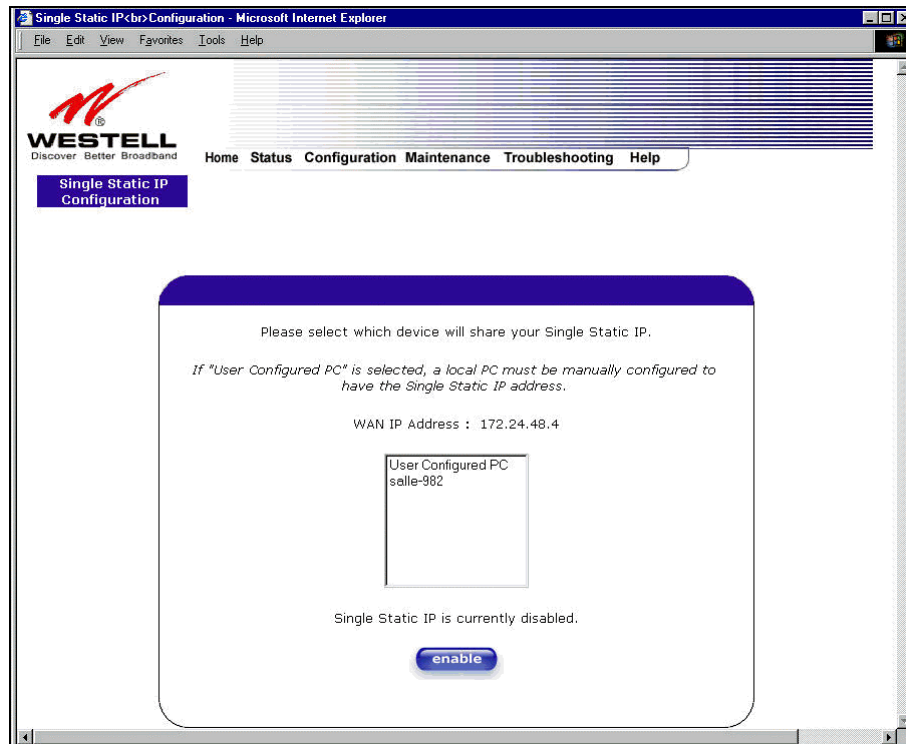 Single Static IP<br>Configuration - Microsoft Internet Explorer
File Edit View Favorites Tools Help
®
WESTELL
Discover Better Broadband
Home Status Configuration Maintenance Troubleshooting Help
Single Static IP
Configuration
Please select which device will share your Single Static IP.
If "User Configured PC" is selected, a local PC must be manually configured to
have the Single Static IP address.
WAN IP Address : 172.24.48.4
User Configured PC
salle-982
Single Static IP is currently disabled.
enable